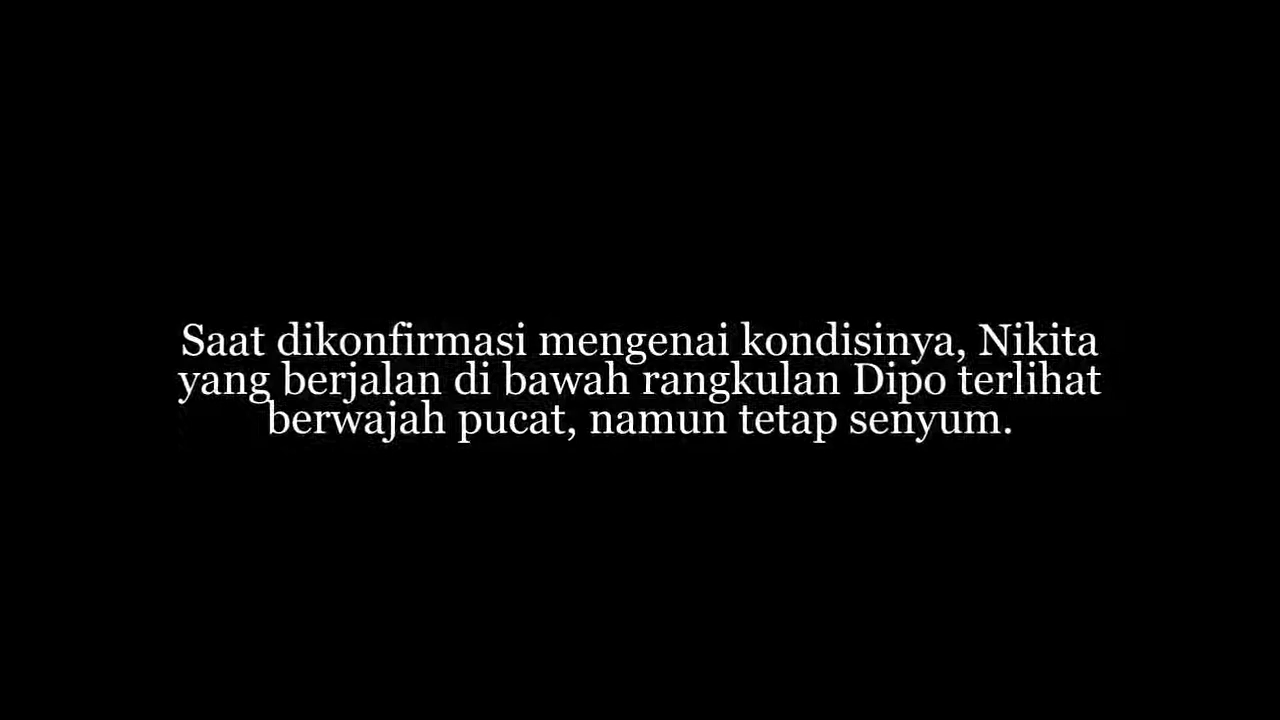 Saat dikonfirmasi mengenai kondisinya, Nikita
yang berjalan di bawah rangkulan Dipo terlihat
berwajah pucat, namun tetap senyum.